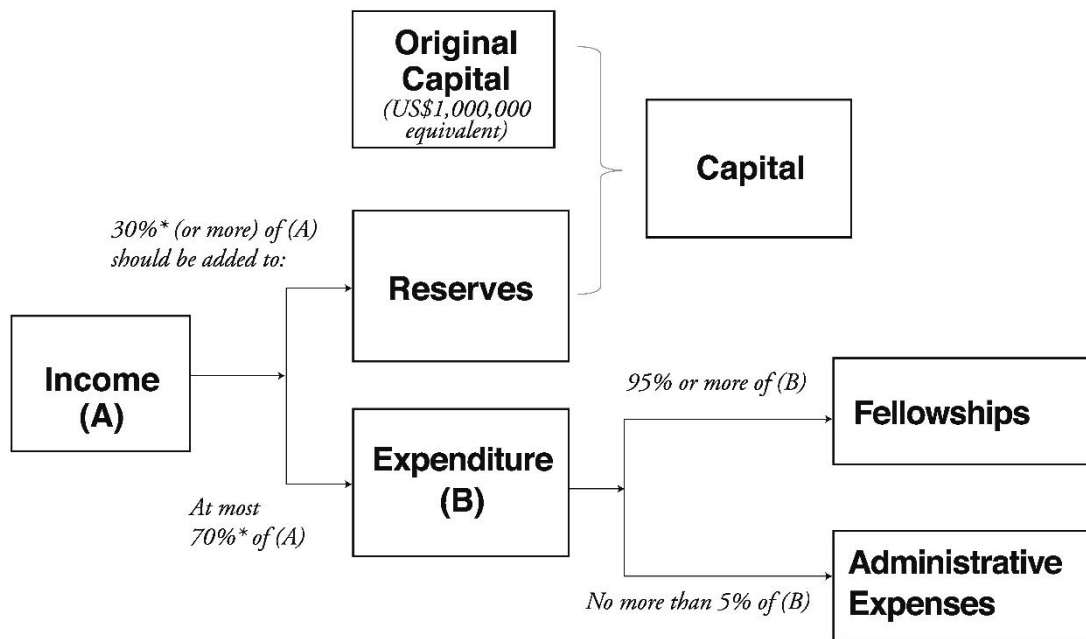 Original
Capital
(US$1,000,000
equivalent)
Capital
30%* (or more) of (A)
should be added to:
Reserves
Income
(A)
95% or more of (B)
Fellowships
Expenditure
(B)
At most
70%* of (A)
Administrative
Expenses
No more than 5% of (B)